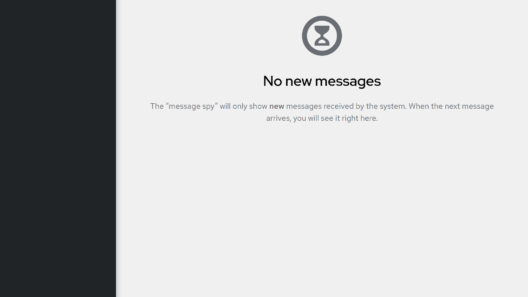 No new messages
The "message spy" will only show new messages received by the system. When the next message
arrives, you will see it right here.